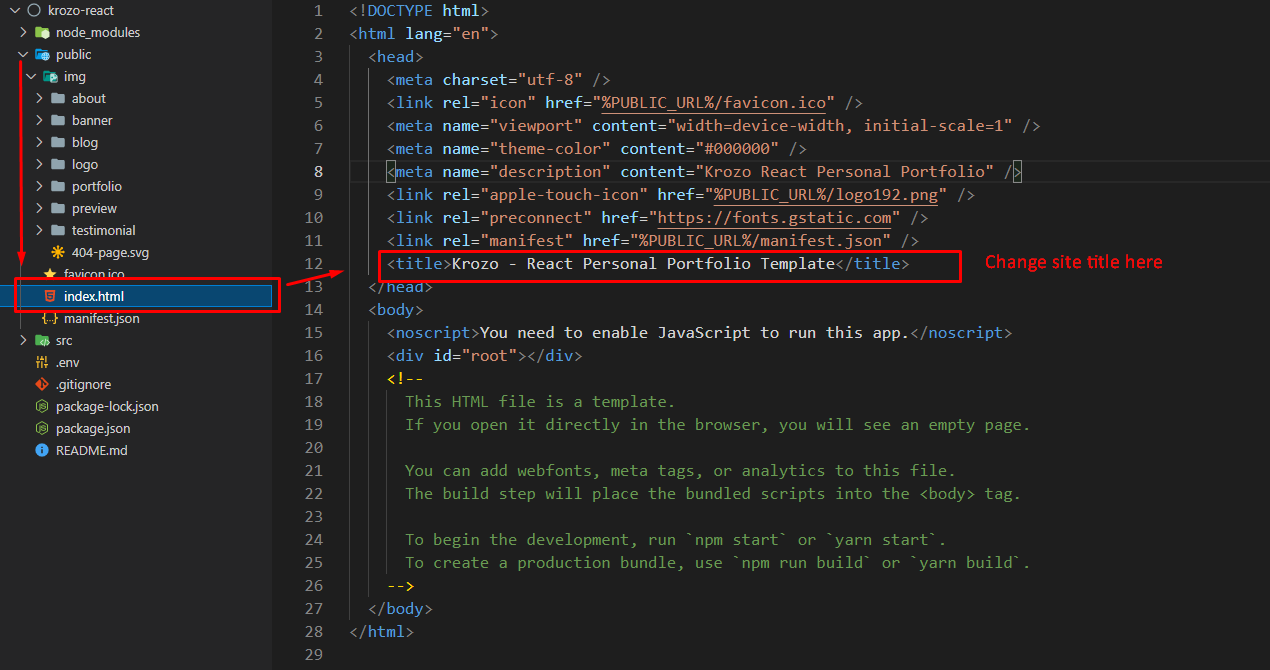 krozo-react
node_modules
public
img
about
banner
blog
logo
portfolio
preview
testimonial
404-page.svg
favicon.ico
index.html
manifest.json
src
.env
.gitignore
package-lock.json
package.json
README.md
1 <!DOCTYPE html>
2 <html lang="en">
3 <head>
4 <meta charset="utf-8" />
5 <link rel="icon" href="%PUBLIC_URL%/favicon.ico" />
6 <meta name="viewport" content="width=device-width, initial-scale=1" />
7 <meta name="theme-color" content="#000000" />
8 <meta name="description" content="Krozo React Personal Portfolio" />
9 <link rel="apple-touch-icon" href="%PUBLIC_URL%/logo192.png" />
10 <link rel="preconnect" href="https://fonts.gstatic.com" />
11 <link rel="manifest" href="%PUBLIC_URL%/manifest.json" />
12 <title>Krozo - React Personal Portfolio Template</title>
Change site title here
13 </head>
14 <body>
15 <noscript>You need to enable JavaScript to run this app.</noscript>
16 <div id="root"></div>
17 <!--
18 This HTML file is a template.
19 If you open it directly in the browser, you will see an empty page.
20
21 You can add webfonts, meta tags, or analytics to this file.
22 The build step will place the bundled scripts into the <body> tag.
23
24 To begin the development, run `npm start` or `yarn start`.
25 To create a production bundle, use `npm run build` or `yarn build`.
26 -->
27 </body>
28 </html>
29